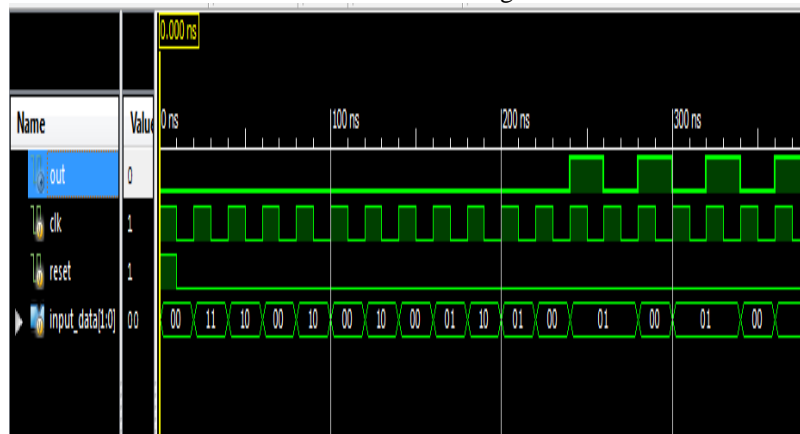 0.000 ns
Name Value 0 ns 100 ns 200 ns 300 ns
out 0
clk 1
reset 1
input_data[1:0] 00 00 11 10 00 10 00 10 00 01 10 01 00 01 00 01 00